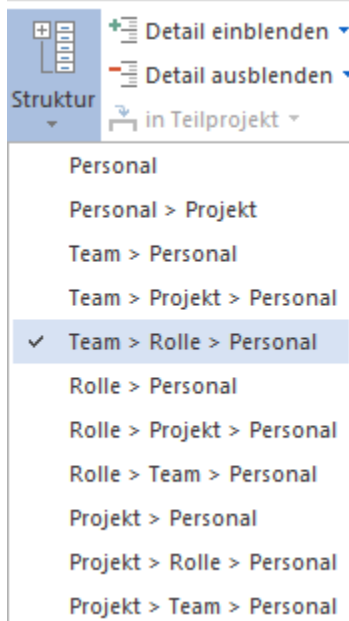 Detail einblenden
Detail ausblenden
Struktur
in Teilprojekt
Personal
Personal > Projekt
Team > Personal
Team > Projekt > Personal
Team > Rolle > Personal
Rolle > Personal
Rolle > Projekt > Personal
Rolle > Team > Personal
Projekt > Personal
Projekt > Rolle > Personal
Projekt > Team > Personal